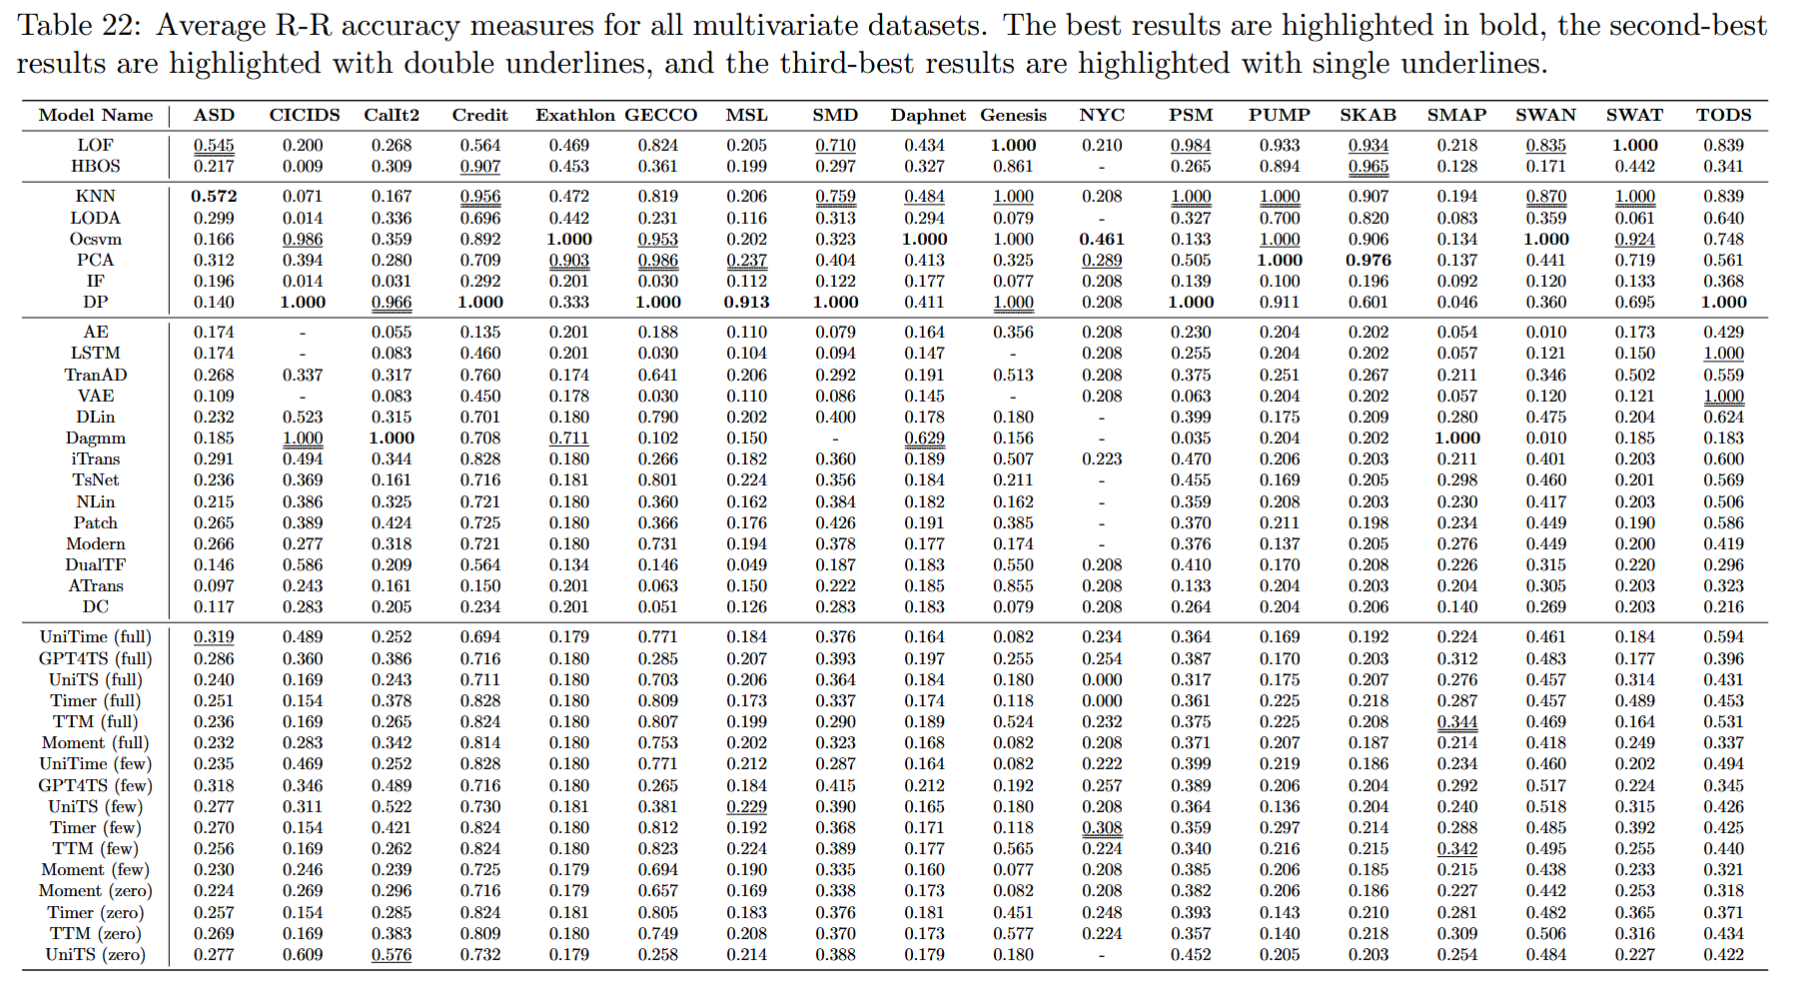 Table 22: Average R-R accuracy measures for all multivariate datasets. The best results are highlighted in bold, the second-best
results are highlighted with double underlines, and the third-best results are highlighted with single underlines.
Model Name ASD CICIDS CalIt2 Credit Exathlon GECCO MSL SMD Daphnet Genesis NYC PSM PUMP SKAB SMAP SWAN SWAT TODS
LOF 0.545 0.200 0.268 0.564 0.469 0.824 0.205 0.710 0.434 1.000 0.210 0.984 0.933 0.934 0.218 0.835 1.000 0.839
HBOS 0.217 0.009 0.309 0.907 0.453 0.361 0.199 0.297 0.327 0.861 - 0.265 0.894 0.965 0.128 0.171 0.442 0.341
KNN 0.572 0.071 0.167 0.956 0.472 0.819 0.206 0.759 0.484 1.000 0.208 1.000 1.000 0.907 0.194 0.870 1.000 0.839
LODA 0.299 0.014 0.336 0.696 0.442 0.231 0.116 0.313 0.294 0.079 - 0.327 0.700 0.820 0.083 0.359 0.061 0.640
Ocsvm 0.166 0.986 0.359 0.892 1.000 0.953 0.202 0.323 1.000 1.000 0.461 0.133 1.000 0.906 0.134 1.000 0.924 0.748
PCA 0.312 0.394 0.280 0.709 0.903 0.986 0.237 0.404 0.413 0.325 0.289 0.505 1.000 0.976 0.137 0.441 0.719 0.561
IF 0.196 0.014 0.031 0.292 0.201 0.030 0.112 0.122 0.177 0.077 0.208 0.139 0.100 0.196 0.092 0.120 0.133 0.368
DP 0.140 1.000 0.966 1.000 0.333 1.000 0.913 1.000 0.411 1.000 0.208 1.000 0.911 0.601 0.046 0.360 0.695 1.000
AE 0.174 - 0.055 0.135 0.201 0.188 0.110 0.079 0.164 0.356 0.208 0.230 0.204 0.202 0.054 0.010 0.173 0.429
LSTM 0.174 - 0.083 0.460 0.201 0.030 0.104 0.094 0.147 - 0.208 0.255 0.204 0.202 0.057 0.121 0.150 1.000
TranAD 0.268 0.337 0.317 0.760 0.174 0.641 0.206 0.292 0.191 0.513 0.208 0.375 0.251 0.267 0.211 0.346 0.502 0.559
VAE 0.109 - 0.083 0.450 0.178 0.030 0.110 0.086 0.145 - 0.208 0.063 0.204 0.202 0.057 0.120 0.121 1.000
DLin 0.232 0.523 0.315 0.701 0.180 0.790 0.202 0.400 0.178 0.180 - 0.399 0.175 0.209 0.280 0.475 0.204 0.624
Dagmm 0.185 1.000 1.000 0.708 0.711 0.102 0.150 - 0.629 0.156 - 0.035 0.204 0.202 1.000 0.010 0.185 0.183
iTrans 0.291 0.494 0.344 0.828 0.180 0.266 0.182 0.360 0.189 0.507 0.223 0.470 0.206 0.203 0.211 0.401 0.203 0.600
TsNet 0.236 0.369 0.161 0.716 0.181 0.801 0.224 0.356 0.184 0.211 - 0.455 0.169 0.205 0.298 0.460 0.201 0.569
NLin 0.215 0.386 0.325 0.721 0.180 0.360 0.162 0.384 0.182 0.162 - 0.359 0.208 0.203 0.230 0.417 0.203 0.506
Patch 0.265 0.389 0.424 0.725 0.180 0.366 0.176 0.426 0.191 0.385 - 0.370 0.211 0.198 0.234 0.449 0.190 0.586
Modern 0.266 0.277 0.318 0.721 0.180 0.731 0.194 0.378 0.177 0.174 - 0.376 0.137 0.205 0.276 0.449 0.200 0.419
DualTF 0.146 0.586 0.209 0.564 0.134 0.146 0.049 0.187 0.183 0.550 0.208 0.410 0.170 0.208 0.226 0.315 0.220 0.296
ATrans 0.097 0.243 0.161 0.150 0.201 0.063 0.150 0.222 0.185 0.855 0.208 0.133 0.204 0.203 0.204 0.305 0.203 0.323
DC 0.117 0.283 0.205 0.234 0.201 0.051 0.126 0.283 0.183 0.079 0.208 0.264 0.204 0.206 0.140 0.269 0.203 0.216
UniTime (full) 0.319 0.489 0.252 0.694 0.179 0.771 0.184 0.376 0.164 0.082 0.234 0.364 0.169 0.192 0.224 0.461 0.184 0.594
GPT4TS (full) 0.286 0.360 0.386 0.716 0.180 0.285 0.207 0.393 0.197 0.255 0.254 0.387 0.170 0.203 0.312 0.483 0.177 0.396
UniTS (full) 0.240 0.169 0.243 0.711 0.180 0.703 0.206 0.364 0.184 0.180 0.000 0.317 0.175 0.207 0.276 0.457 0.314 0.431
Timer (full) 0.251 0.154 0.378 0.828 0.180 0.809 0.173 0.337 0.174 0.118 0.000 0.361 0.225 0.218 0.287 0.457 0.489 0.453
TTM (full) 0.236 0.169 0.265 0.824 0.180 0.807 0.199 0.290 0.189 0.524 0.232 0.375 0.225 0.208 0.344 0.469 0.164 0.531
Moment (full) 0.232 0.283 0.342 0.814 0.180 0.753 0.202 0.323 0.168 0.082 0.208 0.371 0.207 0.187 0.214 0.418 0.249 0.337
UniTime (few) 0.235 0.469 0.252 0.828 0.180 0.771 0.212 0.287 0.164 0.082 0.222 0.399 0.219 0.186 0.234 0.460 0.202 0.494
GPT4TS (few) 0.318 0.346 0.489 0.716 0.180 0.265 0.184 0.415 0.212 0.192 0.257 0.389 0.206 0.204 0.292 0.517 0.224 0.345
UniTS (few) 0.277 0.311 0.522 0.730 0.181 0.381 0.229 0.390 0.165 0.180 0.208 0.364 0.136 0.204 0.240 0.518 0.315 0.426
Timer (few) 0.270 0.154 0.421 0.824 0.180 0.812 0.192 0.368 0.171 0.118 0.308 0.359 0.297 0.214 0.288 0.485 0.392 0.425
TTM (few) 0.256 0.169 0.262 0.824 0.180 0.823 0.224 0.389 0.177 0.565 0.224 0.340 0.216 0.215 0.342 0.495 0.255 0.440
Moment (few) 0.230 0.246 0.239 0.725 0.179 0.694 0.190 0.335 0.160 0.077 0.208 0.385 0.206 0.185 0.215 0.438 0.233 0.321
Moment (zero) 0.224 0.269 0.296 0.716 0.179 0.657 0.169 0.338 0.173 0.082 0.208 0.382 0.206 0.186 0.227 0.442 0.253 0.318
Timer (zero) 0.257 0.154 0.285 0.824 0.181 0.805 0.183 0.376 0.181 0.451 0.248 0.393 0.143 0.210 0.281 0.482 0.365 0.371
TTM (zero) 0.269 0.169 0.383 0.809 0.180 0.749 0.208 0.370 0.173 0.577 0.224 0.357 0.140 0.218 0.309 0.506 0.316 0.434
UniTS (zero) 0.277 0.609 0.576 0.732 0.179 0.258 0.214 0.388 0.179 0.180 - 0.452 0.205 0.203 0.254 0.484 0.227 0.422